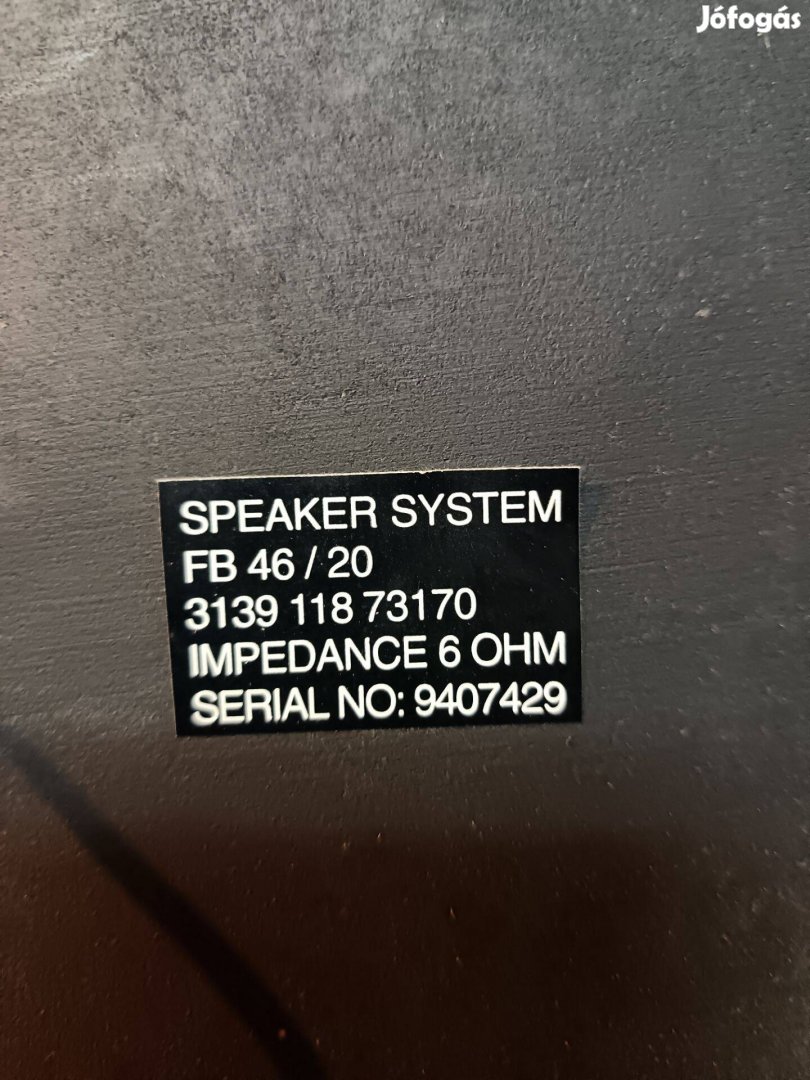 Jófogás
SPEAKER SYSTEM
FB 46 / 20
3139 118 73170
IMPEDANCE 6 OHM
SERIAL NO: 9407429